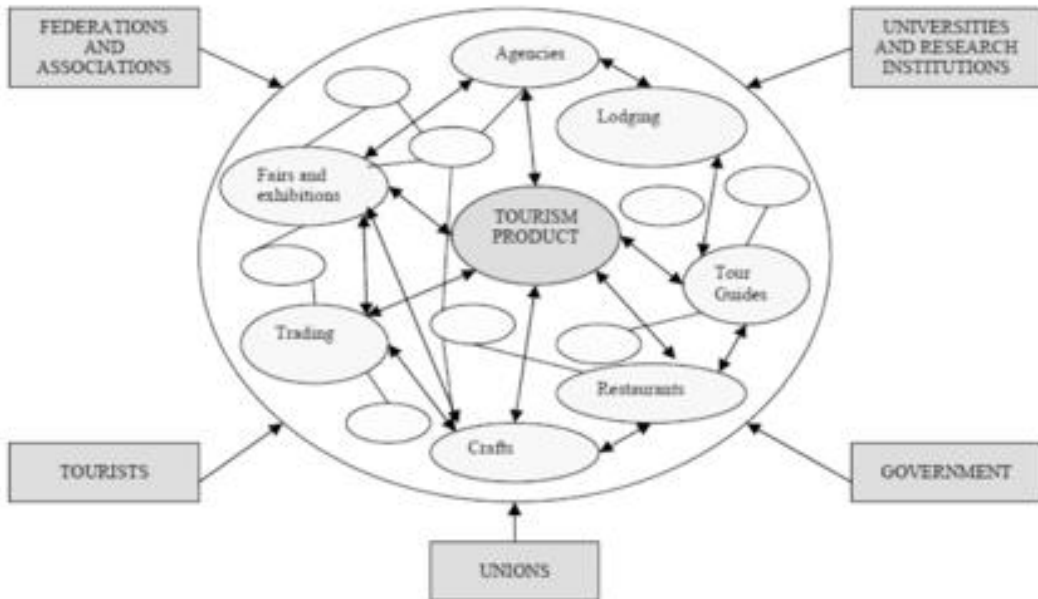 FEDERATIONS
AND
ASSOCIATIONS
UNIVERSITIES
AND RESEARCH
INSTITUTIONS
Agencies
Lodging
Fairs and
exhibitions
TOURISM
PRODUCT
Tour
Guides
Trading
Restaurants
Crafts
TOURISTS
GOVERNMENT
UNIONS